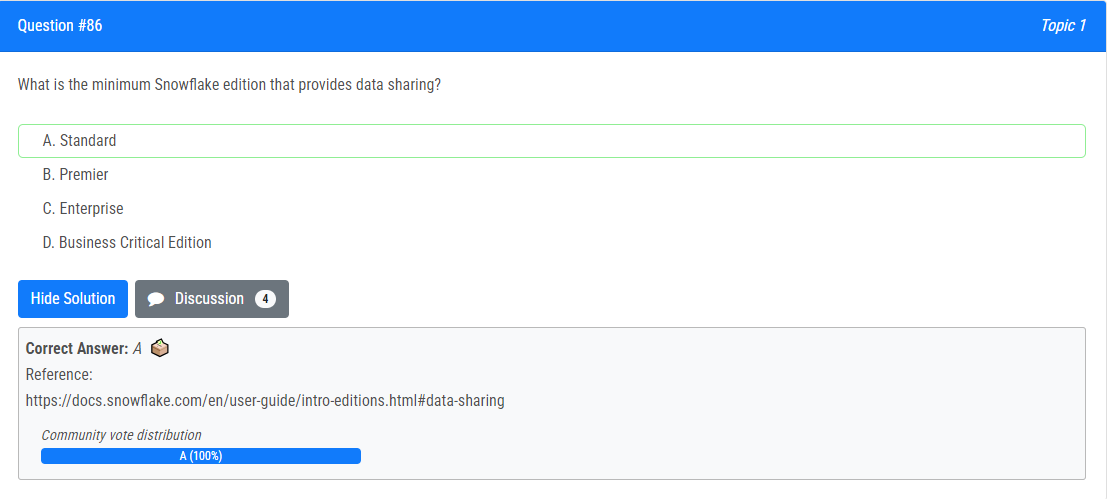 Question #86
Topic 1
What is the minimum Snowflake edition that provides data sharing?
A. Standard
B. Premier
C. Enterprise
D. Business Critical Edition
Hide Solution
Discussion 4
Correct Answer: A
Reference:
https://docs.snowflake.com/en/user-guide/intro-editions.html#data-sharing
Community vote distribution
A (100%)